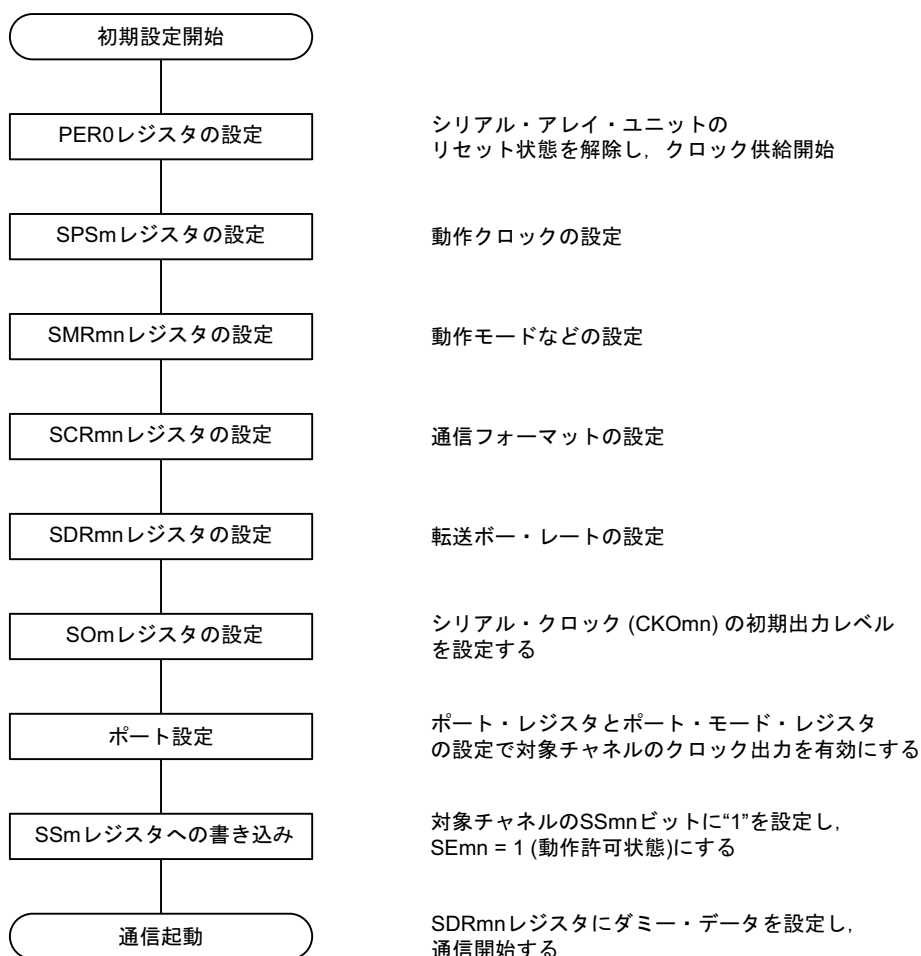 初期設定開始
PER0レジスタの設定
シリアル・アレイ・ユニットの
リセット状態を解除し，クロック供給開始
SPSmレジスタの設定
動作クロックの設定
SMRmnレジスタの設定
動作モードなどの設定
SCRmnレジスタの設定
通信フォーマットの設定
SDRmnレジスタの設定
転送ボー・レートの設定
SOmレジスタの設定
シリアル・クロック (CKOmn) の初期出力レベル
を設定する
ポート設定
ポート・レジスタとポート・モード・レジスタ
の設定で対象チャネルのクロック出力を有効にする
SSmレジスタへの書き込み
対象チャネルのSSmnビットに“1”を設定し，
SEmn = 1 (動作許可状態)にする
通信起動
SDRmnレジスタにダミー・データを設定し，
通信開始する